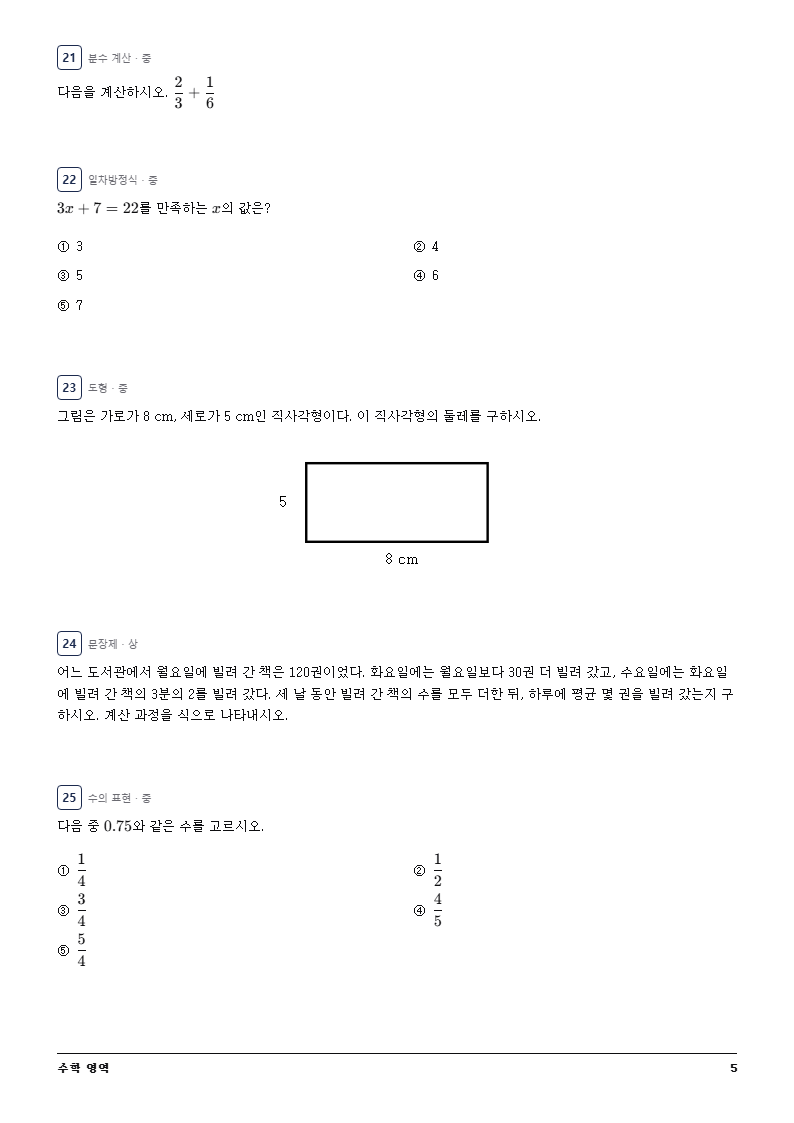 21 분수 계산 · 중
다음을 계산하시오. 2/3 + 1/6
22 일차방정식 · 중
3x + 7 = 22를 만족하는 x의 값은?
① 3 ② 4
③ 5 ④ 6
⑤ 7
23 도형 · 중
그림은 가로가 8 cm, 세로가 5 cm인 직사각형이다. 이 직사각형의 둘레를 구하시오.
5
8 cm
24 문장제 · 상
어느 도서관에서 월요일에 빌려 간 책은 120권이었다. 화요일에는 월요일보다 30권 더 빌려 갔고, 수요일에는 화요일
에 빌려 간 책의 3분의 2를 빌려 갔다. 세 날 동안 빌려 간 책의 수를 모두 더한 뒤, 하루에 평균 몇 권을 빌려 갔는지 구
하시오. 계산 과정을 식으로 나타내시오.
25 수의 표현 · 중
다음 중 0.75와 같은 수를 고르시오.
① 1/4 ② 1/2
③ 3/4 ④ 4/5
⑤ 5/4
수학 영역 5